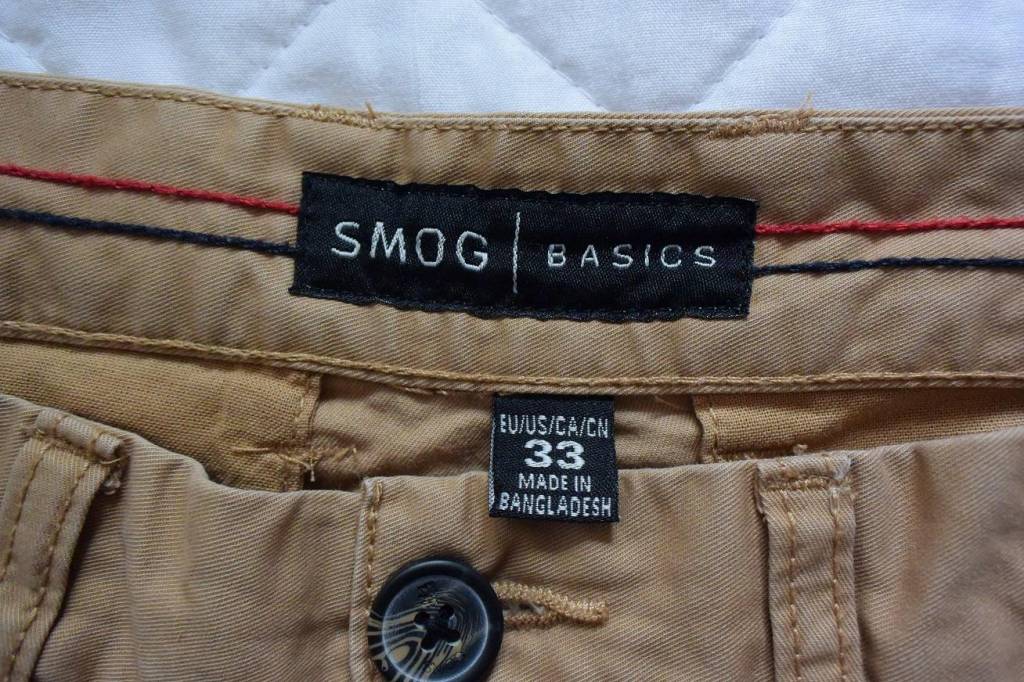 SMOG | BASICS
EU/US/CA/CN
33
MADE IN
BANGLADESH